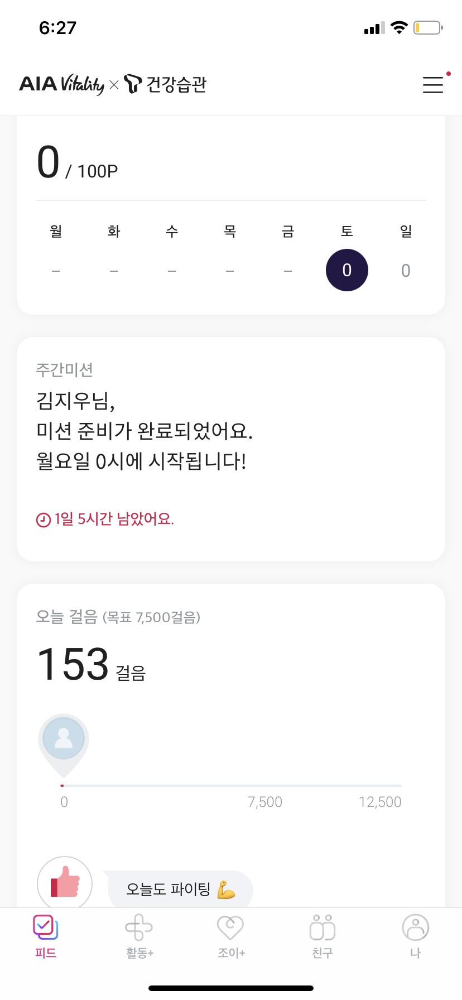 6:27
AIA Vitality × 건강습관
0 / 100P
월 화 수 목 금 토 일
– – – – – 0 0
주간미션
김지우님,
미션 준비가 완료되었어요.
월요일 0시에 시작됩니다!
1일 5시간 남았어요.
오늘 걸음 (목표 7,500걸음)
153 걸음
0 7,500 12,500
오늘도 파이팅 💪
피드 활동+ 조이+ 친구 나